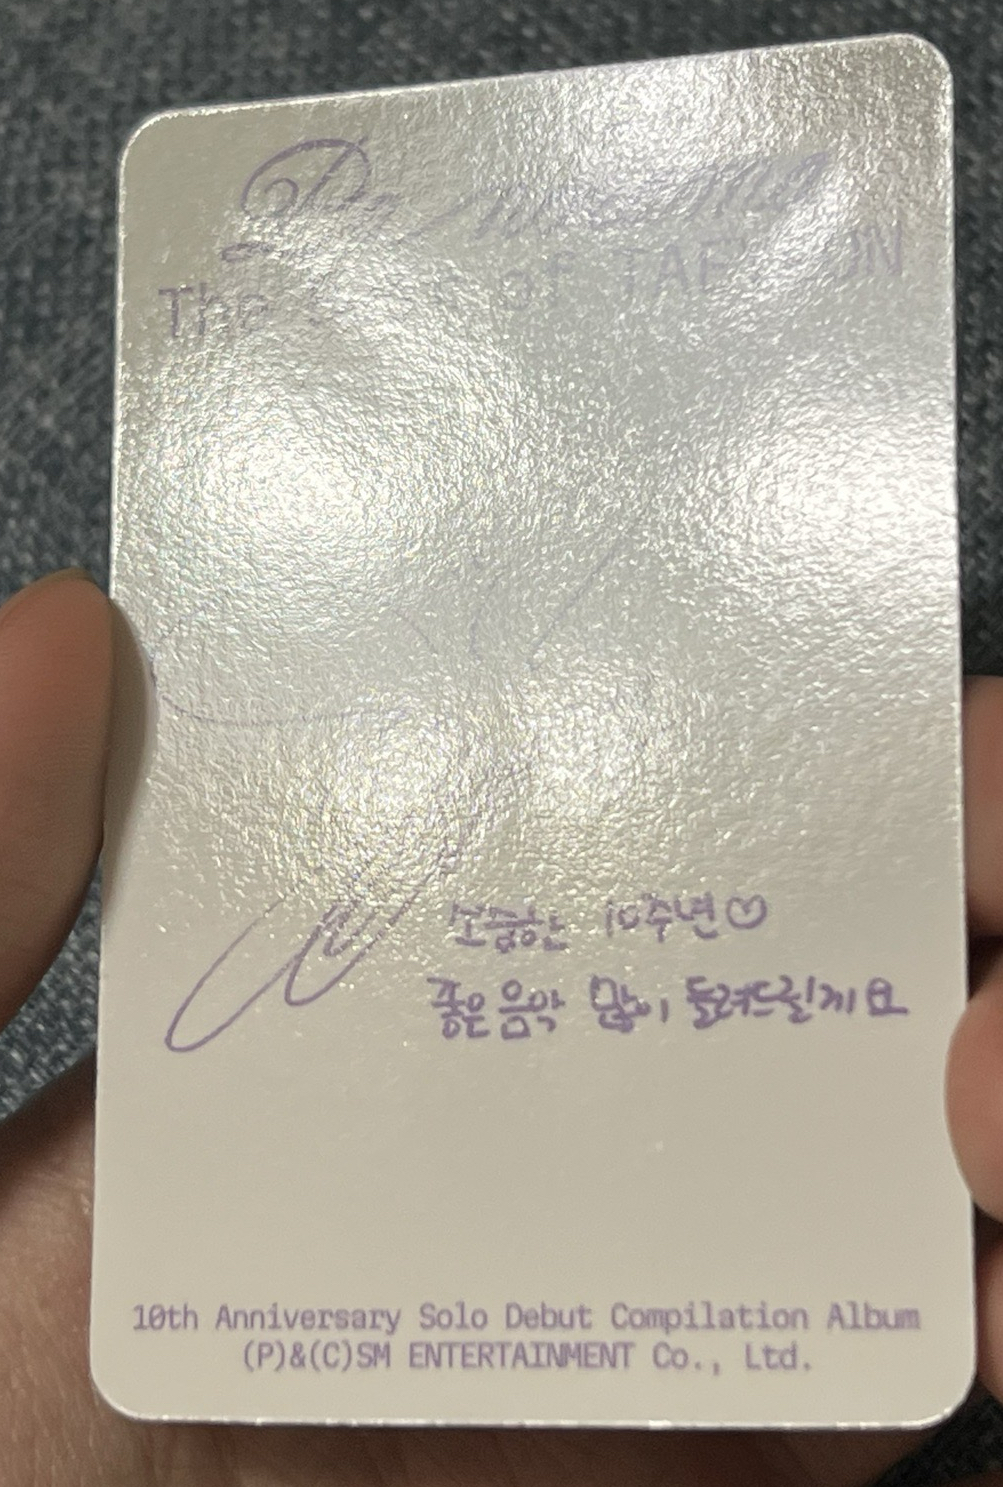 The of
소중한 10주년♡
좋은 음악 많이 들려드릴게요
10th Anniversary Solo Debut Compilation Album
(P)&(C)SM ENTERTAINMENT Co., Ltd.